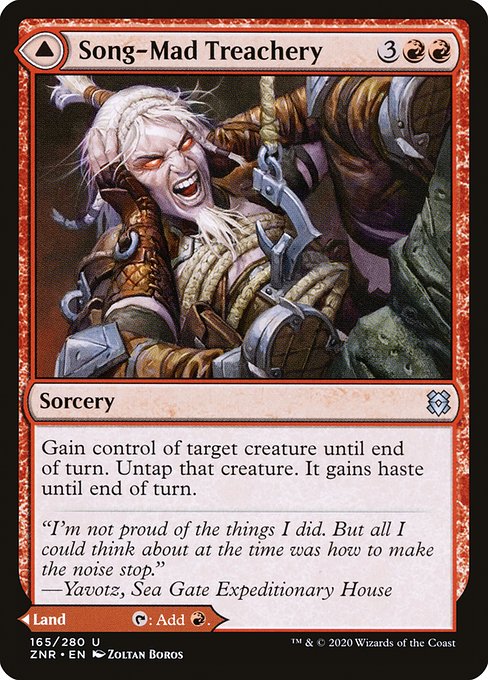 Song-Mad Treachery 3
Sorcery
Gain control of target creature until end
of turn. Untap that creature. It gains haste
until end of turn.
“I’m not proud of the things I did. But all I
could think about at the time was how to make
the noise stop.”
—Yavotz, Sea Gate Expeditionary House
Land : Add .
165/280 U
ZNR • EN Zoltan Boros
™ & © 2020 Wizards of the Coast